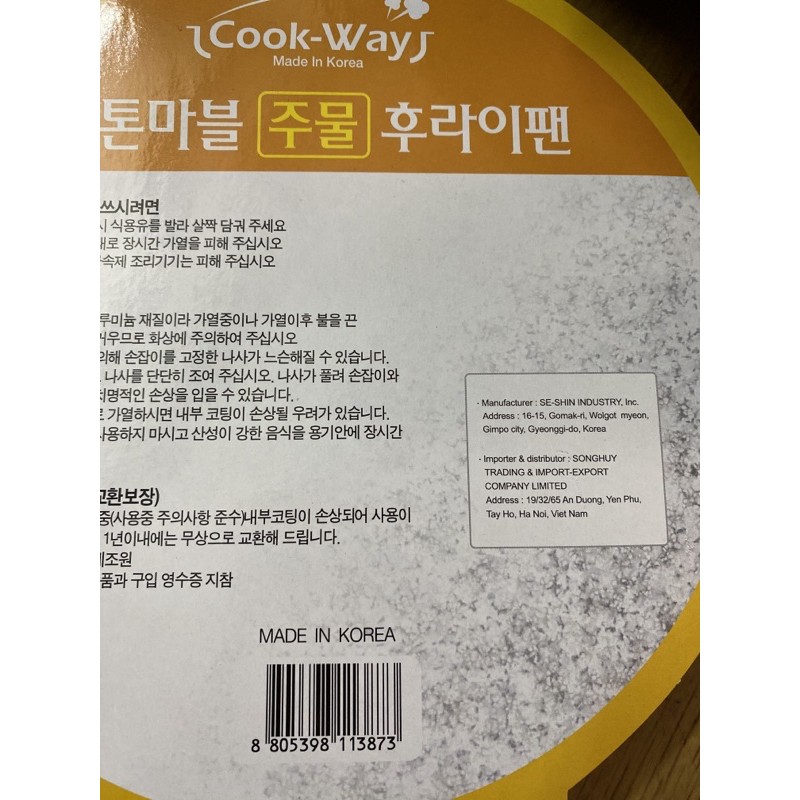 Cook-Way
Made In Korea
톤마블 주물 후라이팬
쓰시려면
식용유를 발라 살짝 담궈 주세요
로 장시간 가열을 피해 주십시오
속제 조리기기는 피해 주십시오
루미늄 재질이라 가열중이나 가열이후 불을 끈
거우므로 화상에 주의하여 주십시오
의해 손잡이를 고정한 나사가 느슨해질 수 있습니다.
. 나사를 단단히 조여 주십시오. 나사가 풀려 손잡이와
명적인 손상을 입을 수 있습니다.
가열하시면 내부 코팅이 손상될 우려가 있습니다.
사용하지 마시고 산성이 강한 음식을 용기안에 장시간
교환보장)
중(사용중 주의사항 준수)내부코팅이 손상되어 사용이
1년이내에는 무상으로 교환해 드립니다.
제조원
품과 구입 영수증 지참
· Manufacturer : SE-SHIN INDUSTRY, Inc.
Address : 16-15, Gomak-ri, Wolgot myeon,
Gimpo city, Gyeonggi-do, Korea
· Importer & distributor : SONGHUY
TRADING & IMPORT-EXPORT
COMPANY LIMITED
Address : 19/32/65 An Duong, Yen Phu,
Tay Ho, Ha Noi, Viet Nam
MADE IN KOREA
8 805398 113873